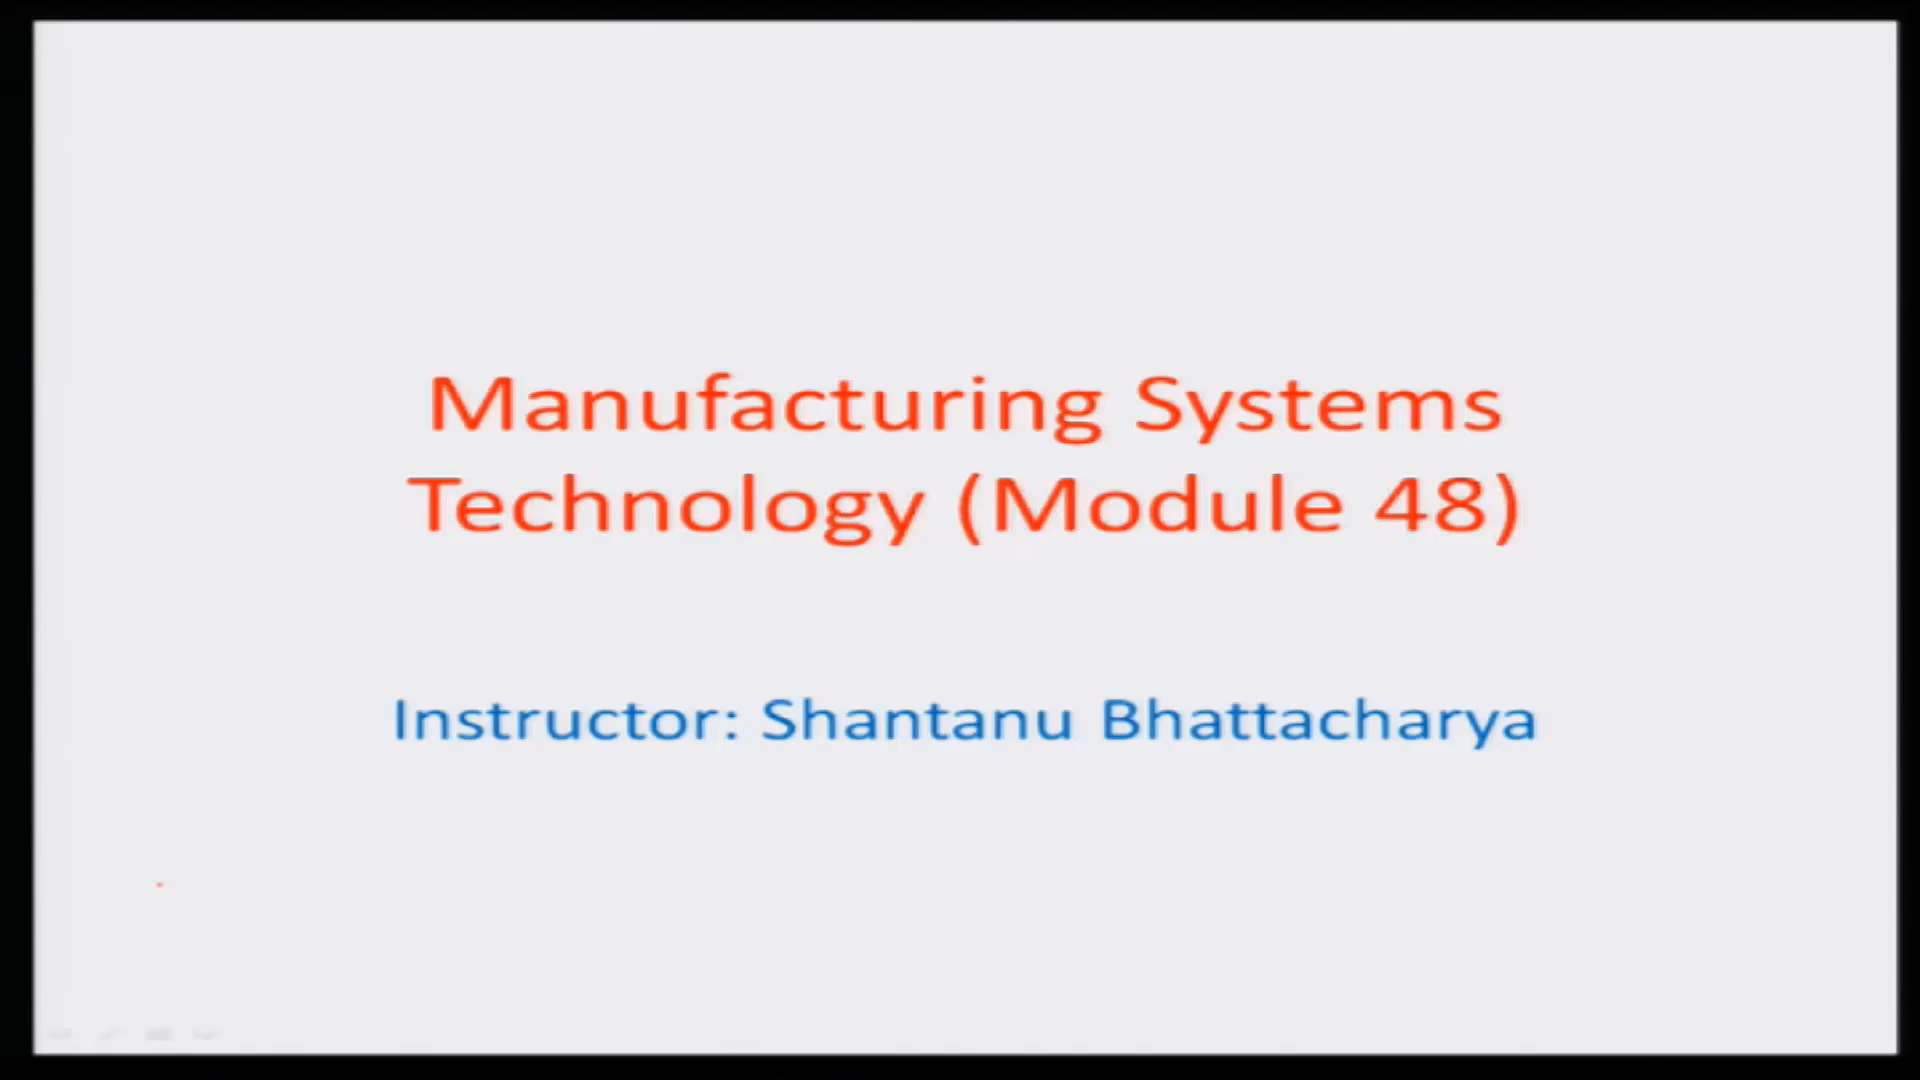 Manufacturing Systems
Technology (Module 48)
Instructor: Shantanu Bhattacharya